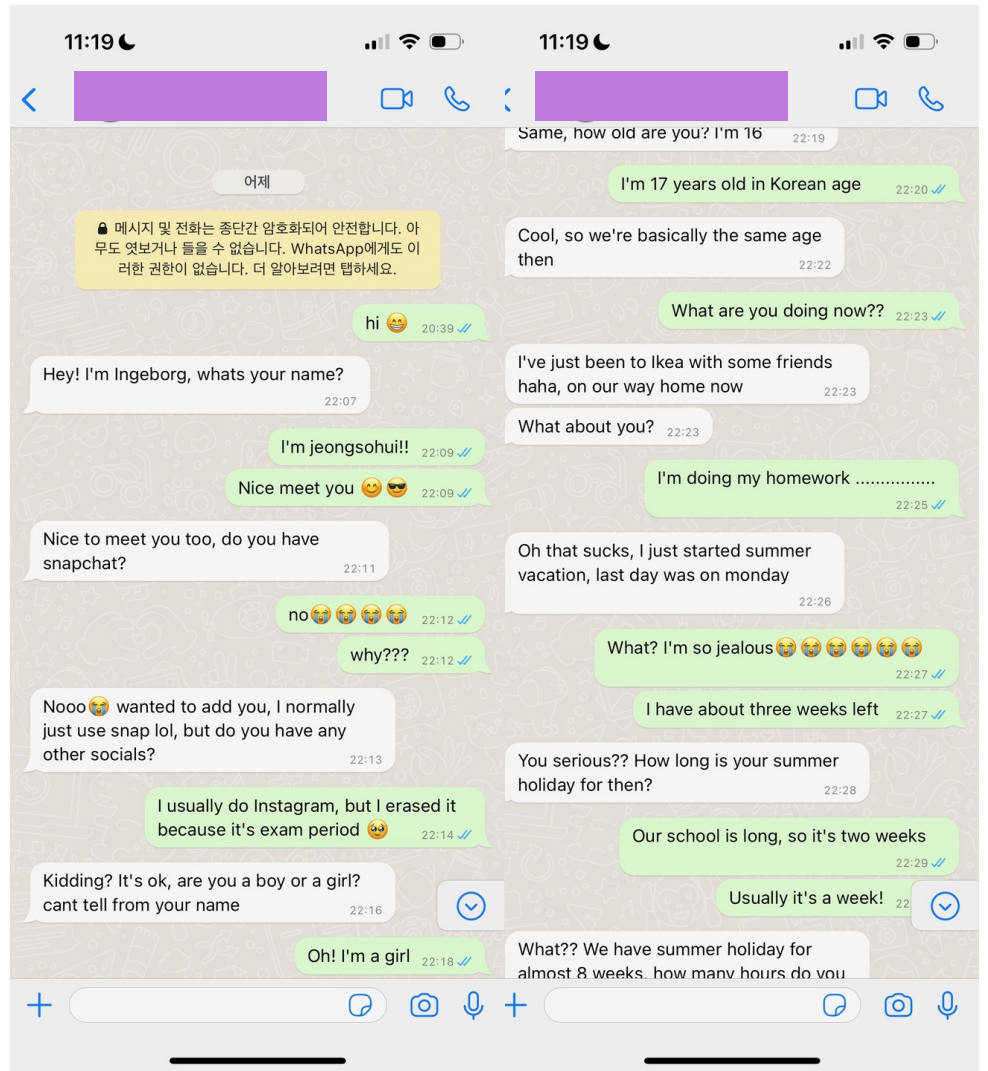 11:19
어제
메시지 및 전화는 종단간 암호화되어 안전합니다. 아
무도 엿보거나 들을 수 없습니다. WhatsApp에게도 이
러한 권한이 없습니다. 더 알아보려면 탭하세요.
hi 😁 20:39
Hey! I'm Ingeborg, whats your name?
22:07
I'm jeongsohui!! 22:09
Nice meet you 😊 😎 22:09
Nice to meet you too, do you have
snapchat? 22:11
no😭😭😭😭 22:12
why??? 22:12
Nooo😭 wanted to add you, I normally
just use snap lol, but do you have any
other socials? 22:13
I usually do Instagram, but I erased it
because it's exam period 🥹 22:14
Kidding? It's ok, are you a boy or a girl?
cant tell from your name 22:16
Oh! I'm a girl 22:18
11:19
Same, how old are you? I'm 16 22:19
I'm 17 years old in Korean age 22:20
Cool, so we're basically the same age
then 22:22
What are you doing now?? 22:23
I've just been to Ikea with some friends
haha, on our way home now 22:23
What about you? 22:23
I'm doing my homework ................
22:25
Oh that sucks, I just started summer
vacation, last day was on monday
22:26
What? I'm so jealous😭😭😭😭😭😭
22:27
I have about three weeks left 22:27
You serious?? How long is your summer
holiday for then? 22:28
Our school is long, so it's two weeks
22:29
Usually it's a week! 22
What?? We have summer holiday for
almost 8 weeks, how many hours do you